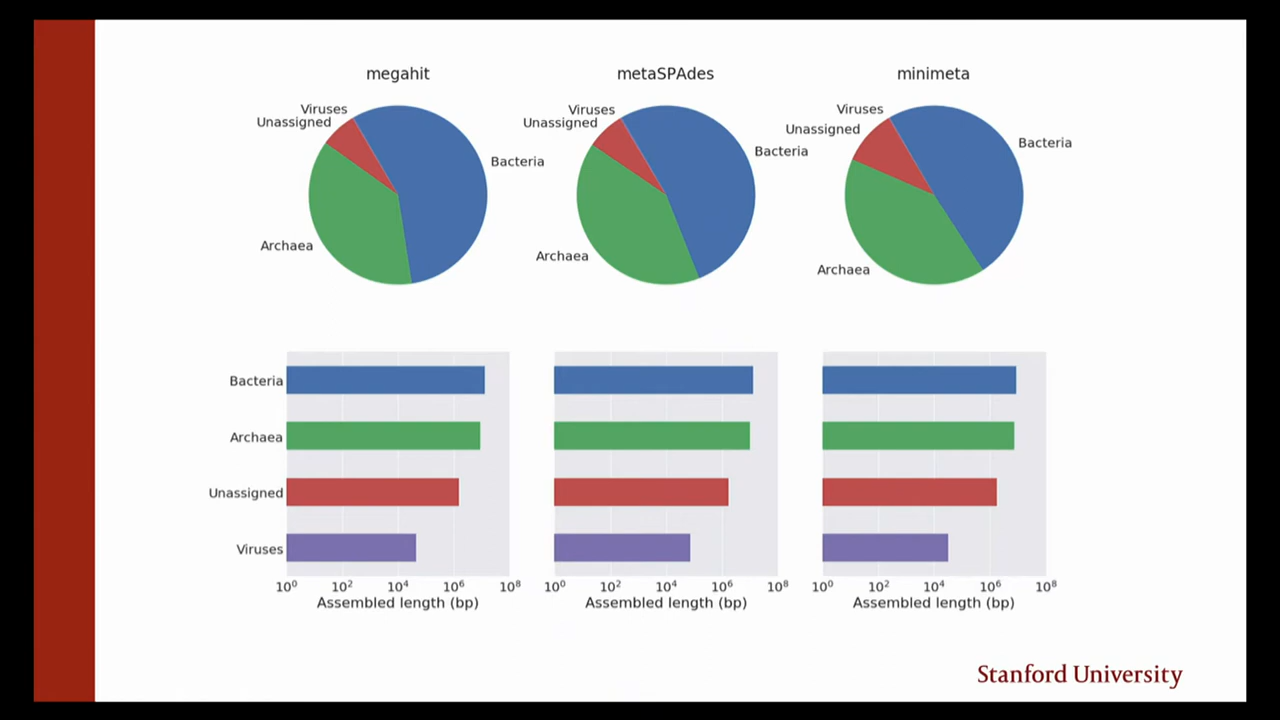 megahit
metaSPAdes
minimeta
Viruses
Unassigned
Bacteria
Archaea
Viruses
Unassigned
Bacteria
Archaea
Viruses
Unassigned
Bacteria
Archaea
Bacteria
Archaea
Unassigned
Viruses
10⁰ 10² 10⁴ 10⁶ 10⁸
Assembled length (bp)
10⁰ 10² 10⁴ 10⁶ 10⁸
Assembled length (bp)
10⁰ 10² 10⁴ 10⁶ 10⁸
Assembled length (bp)
Stanford University